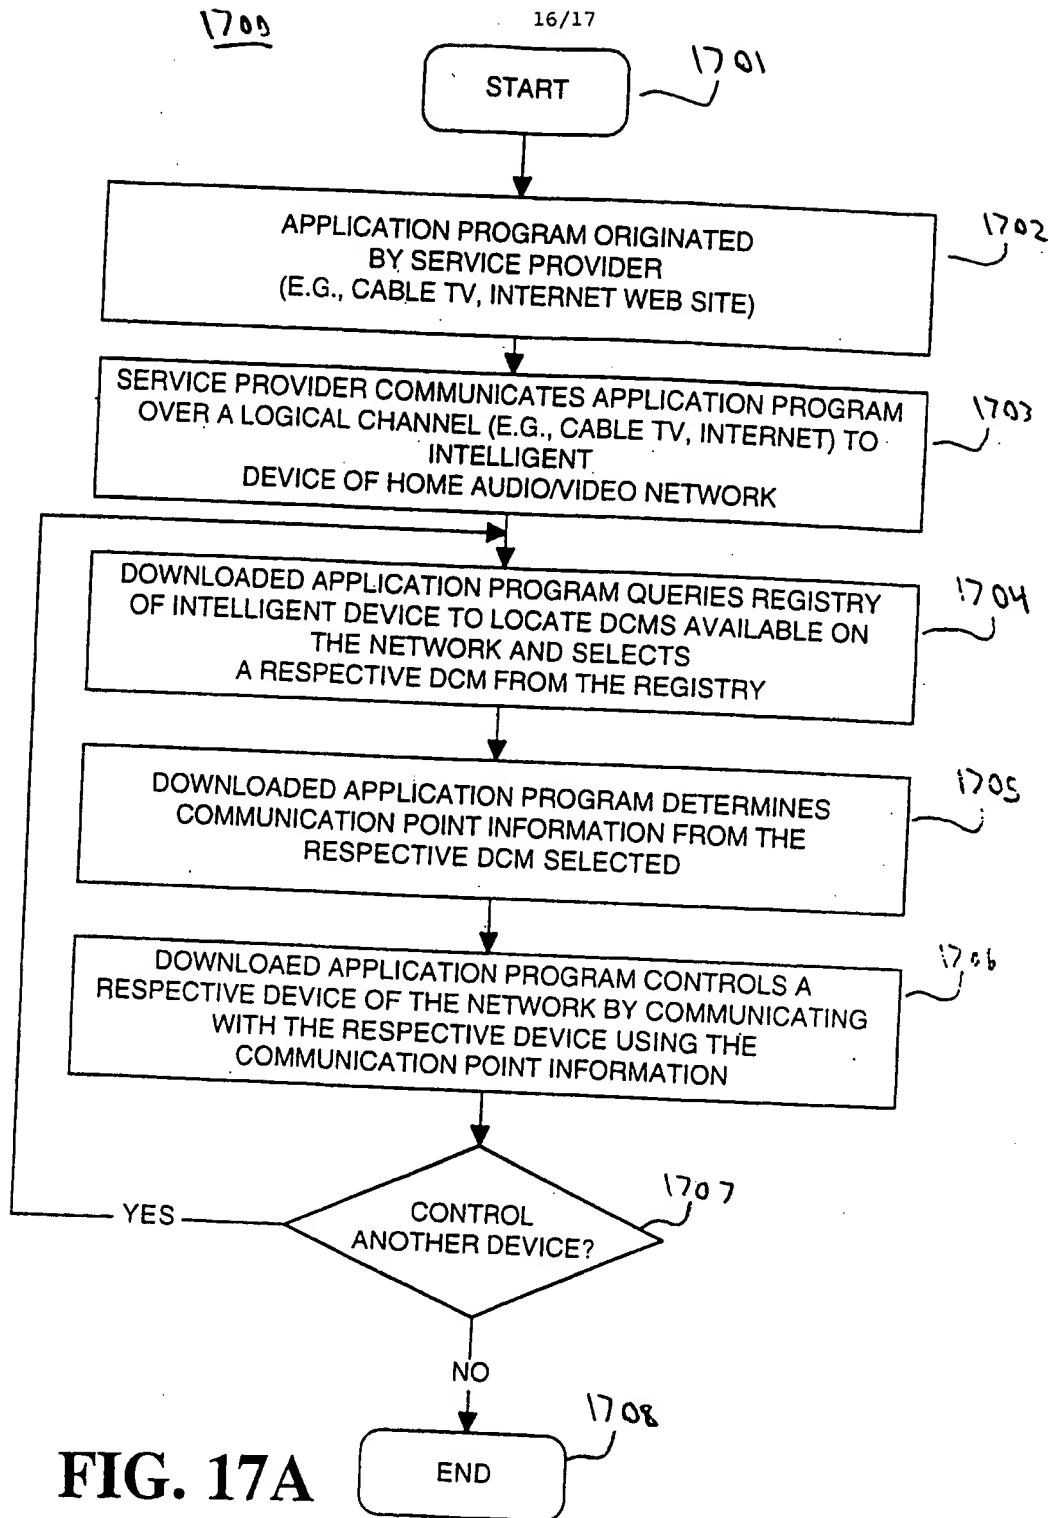 1700
16/17
START
1701
APPLICATION PROGRAM ORIGINATED
BY SERVICE PROVIDER
(E.G., CABLE TV, INTERNET WEB SITE)
1702
SERVICE PROVIDER COMMUNICATES APPLICATION PROGRAM
OVER A LOGICAL CHANNEL (E.G., CABLE TV, INTERNET) TO
INTELLIGENT
DEVICE OF HOME AUDIO/VIDEO NETWORK
1703
DOWNLOADED APPLICATION PROGRAM QUERIES REGISTRY
OF INTELLIGENT DEVICE TO LOCATE DCMS AVAILABLE ON
THE NETWORK AND SELECTS
A RESPECTIVE DCM FROM THE REGISTRY
1704
DOWNLOADED APPLICATION PROGRAM DETERMINES
COMMUNICATION POINT INFORMATION FROM THE
RESPECTIVE DCM SELECTED
1705
DOWNLOAED APPLICATION PROGRAM CONTROLS A
RESPECTIVE DEVICE OF THE NETWORK BY COMMUNICATING
WITH THE RESPECTIVE DEVICE USING THE
COMMUNICATION POINT INFORMATION
1706
CONTROL
ANOTHER DEVICE?
1707
YES
NO
END
1708
FIG. 17A